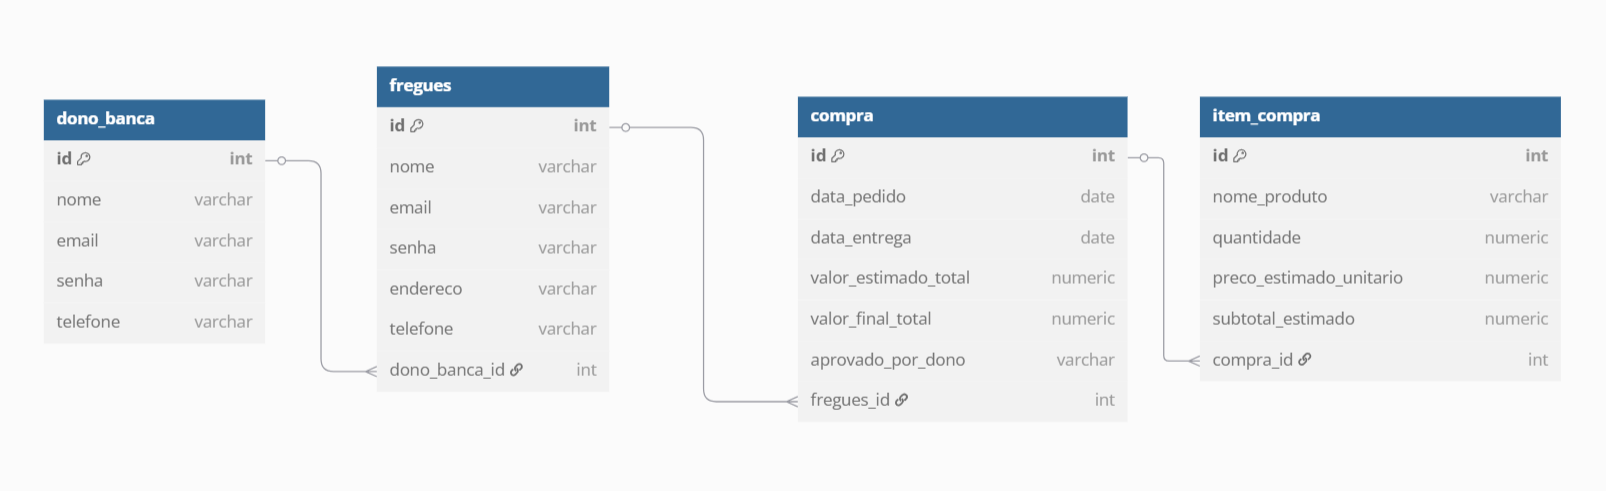 dono_banca
id int
nome varchar
email varchar
senha varchar
telefone varchar
fregues
id int
nome varchar
email varchar
senha varchar
endereco varchar
telefone varchar
dono_banca_id int
compra
id int
data_pedido date
data_entrega date
valor_estimado_total numeric
valor_final_total numeric
aprovado_por_dono varchar
fregues_id int
item_compra
id int
nome_produto varchar
quantidade numeric
preco_estimado_unitario numeric
subtotal_estimado numeric
compra_id int